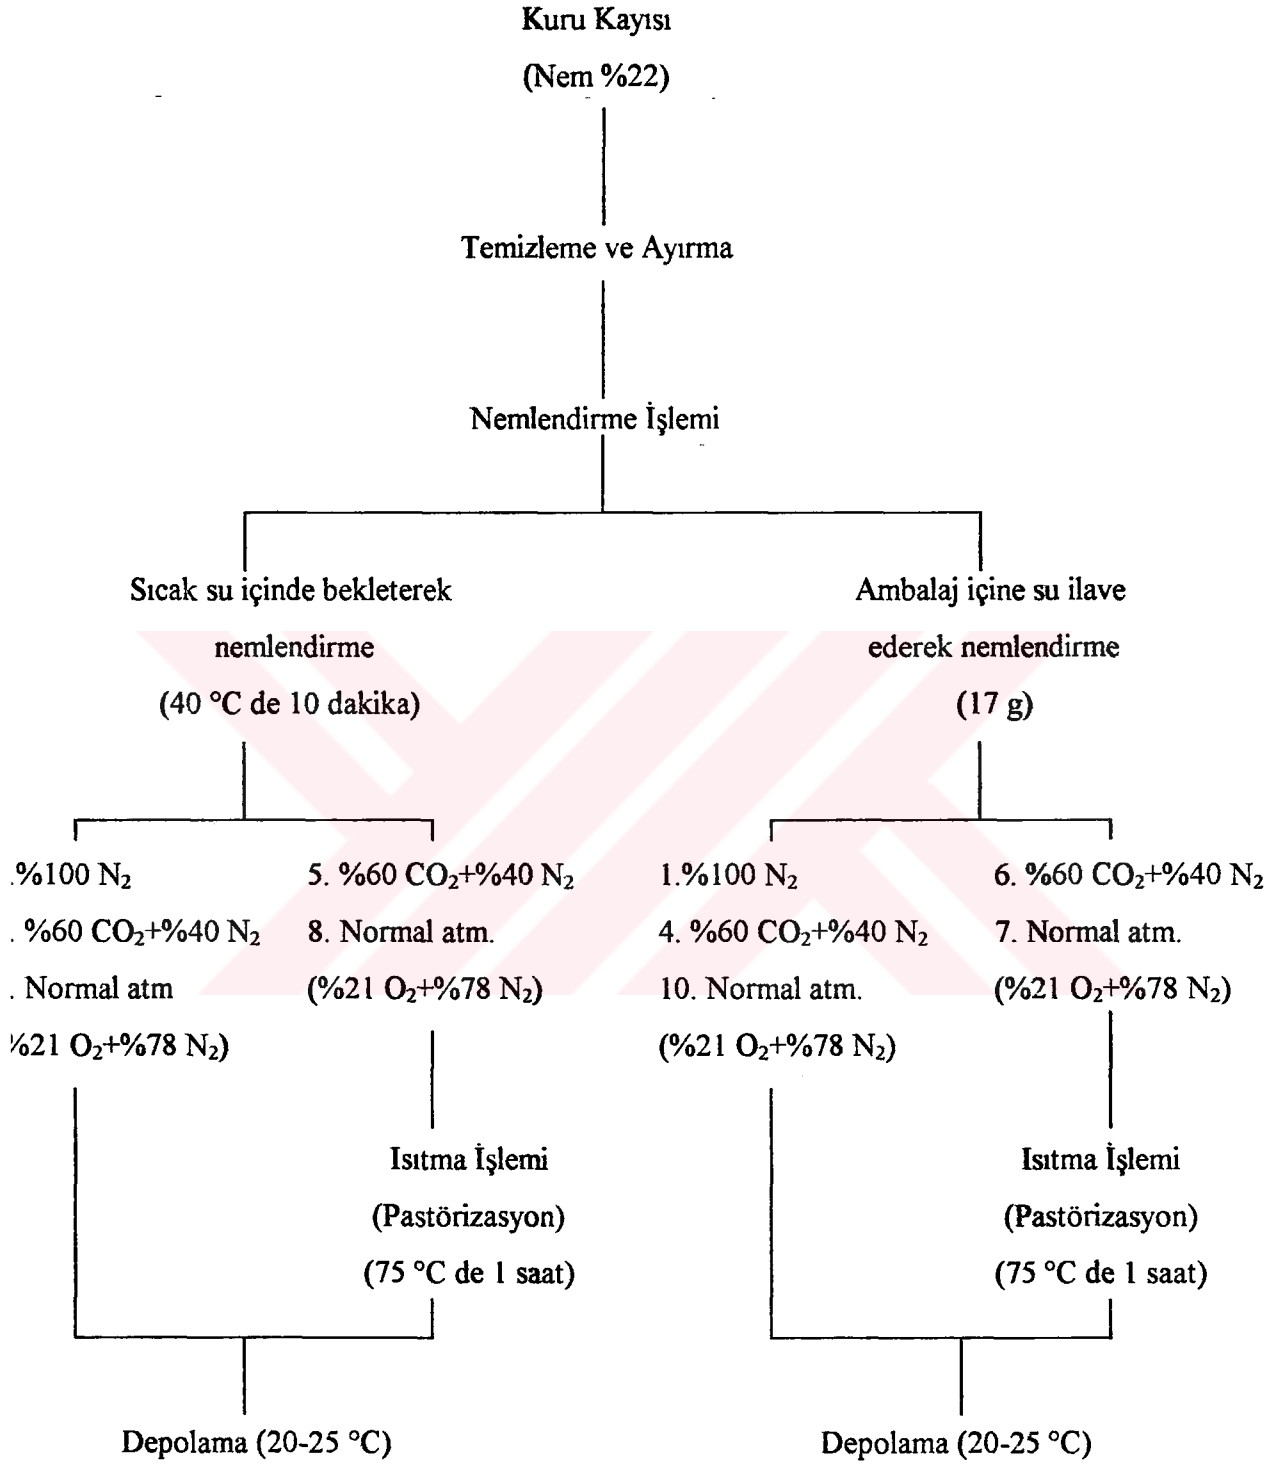 Kuru Kayısı
(Nem %22)
Temizleme ve Ayırma
Nemlendirme İşlemi
Sıcak su içinde bekleterek
nemlendirme
(40 °C de 10 dakika)
Ambalaj içine su ilave
ederek nemlendirme
(17 g)
.%100 N₂
. %60 CO₂+%40 N₂
. Normal atm
%21 O₂+%78 N₂)
5. %60 CO₂+%40 N₂
8. Normal atm.
(%21 O₂+%78 N₂)
1.%100 N₂
4. %60 CO₂+%40 N₂
10. Normal atm.
(%21 O₂+%78 N₂)
6. %60 CO₂+%40 N₂
7. Normal atm.
(%21 O₂+%78 N₂)
Isıtma İşlemi
(Pastörizasyon)
(75 °C de 1 saat)
Isıtma İşlemi
(Pastörizasyon)
(75 °C de 1 saat)
Depolama (20-25 °C)
Depolama (20-25 °C)